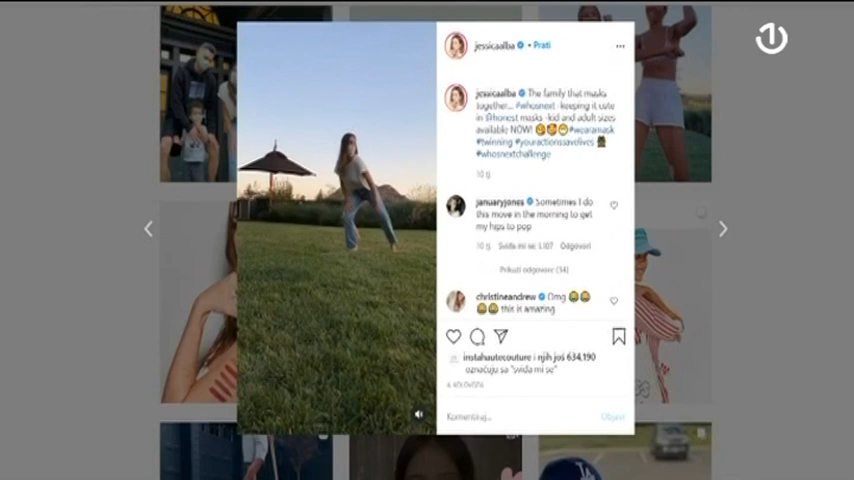 jessicaalba • Prati
jessicaalba The family that masks
together... #whosnext - keeping it cute
in @honest masks - kid and adult sizes
available NOW! #wearamask
#twinning #youractionssavelives
#whosnextchallenge
10 tj.
januaryjones Sometimes I do
this move in the morning to get
my hips to pop
10 tj. Sviđa mi se: 1.107 Odgovori
Prikaži odgovore (14)
christineandrew Omg
this is amazing
instahautecouture i njih još 634,190
označuju sa "sviđa mi se"
6. KOLOVOZA
Komentiraj...
Objavi